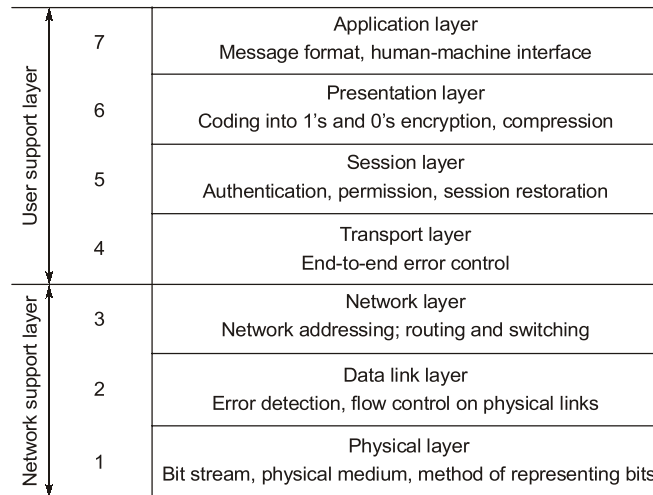 User support layer
7
Application layer
Message format, human-machine interface
6
Presentation layer
Coding into 1's and 0's encryption, compression
5
Session layer
Authentication, permission, session restoration
4
Transport layer
End-to-end error control
Network support layer
3
Network layer
Network addressing; routing and switching
2
Data link layer
Error detection, flow control on physical links
1
Physical layer
Bit stream, physical medium, method of representing bits